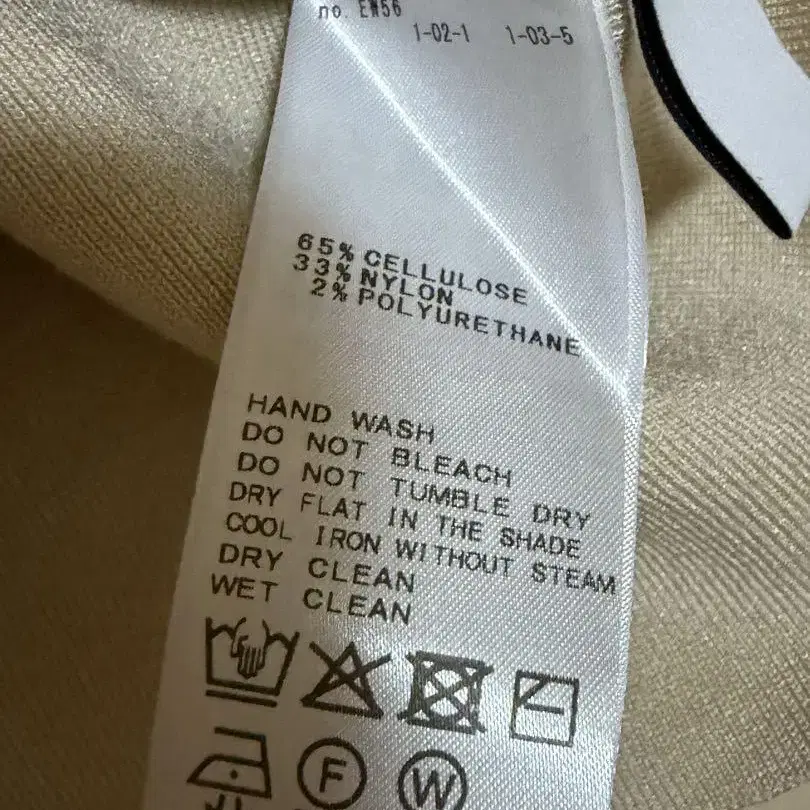 no. EW56
1-02-1 1-03-5
65% CELLULOSE
33% NYLON
2% POLYURETHANE
HAND WASH
DO NOT BLEACH
DO NOT TUMBLE DRY
DRY FLAT IN THE SHADE
COOL IRON WITHOUT STEAM
DRY CLEAN
WET CLEAN
F W